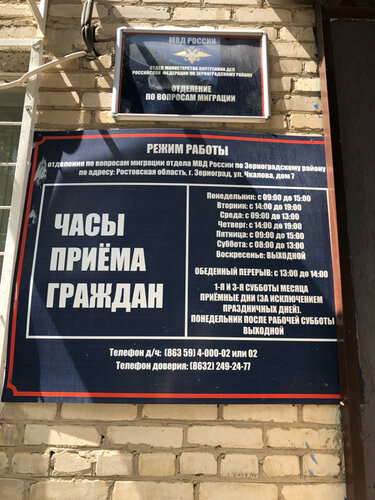 МВД РОССИИ
ОТДЕЛ МИНИСТЕРСТВА ВНУТРЕННИХ ДЕЛ
РОССИЙСКОЙ ФЕДЕРАЦИИ ПО ЗЕРНОГРАДСКОМУ РАЙОНУ
ОТДЕЛЕНИЕ
ПО ВОПРОСАМ МИГРАЦИИ
РЕЖИМ РАБОТЫ
отделения по вопросам миграции отдела МВД России по Зерноградскому району
по адресу: Ростовская область, г. Зерноград, ул. Чкалова, дом 7
ЧАСЫ
ПРИЁМА
ГРАЖДАН
Понедельник: с 09:00 до 15:00
Вторник: с 14:00 до 19:00
Среда: с 09:00 до 13:00
Четверг: с 14:00 до 19:00
Пятница: с 09:00 до 15:00
Суббота: с 08:00 до 13:00
Воскресенье: ВЫХОДНОЙ
ОБЕДЕННЫЙ ПЕРЕРЫВ: с 13:00 до 14:00
1-Я И 3-Я СУББОТЫ МЕСЯЦА
ПРИЁМНЫЕ ДНИ (ЗА ИСКЛЮЧЕНИЕМ
ПРАЗДНИЧНЫХ ДНЕЙ).
ПОНЕДЕЛЬНИК ПОСЛЕ РАБОЧЕЙ СУББОТЫ
ВЫХОДНОЙ
Телефон д/ч: (863 59) 4-000-02 или 02
Телефон доверия: (8632) 249-24-77